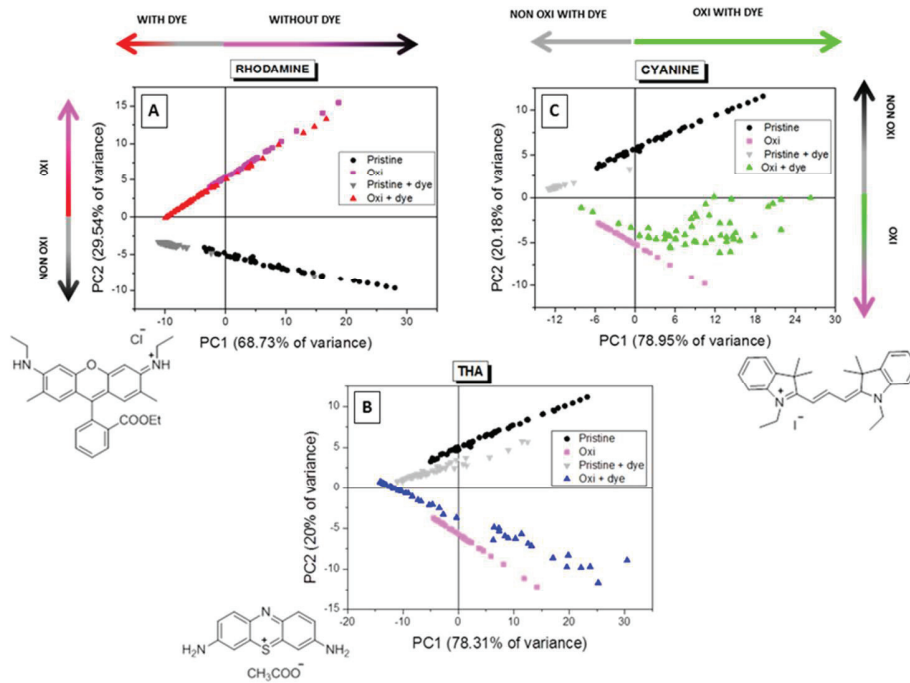 WITH DYE
WITHOUT DYE
NON OXI WITH DYE
OXI WITH DYE
RHODAMINE
A
OXI
NON OXI
PC2 (29.54% of variance)
15
10
5
0
-5
-10
Pristine
Oxi
Pristine + dye
Oxi + dye
-10
0
10
20
30
PC1 (68.73% of variance)
CYANINE
C
PC2 (20.18% of variance)
10
5
0
-5
-10
Pristine
Oxi
Pristine + dye
Oxi + dye
-12
-6
0
6
12
18
24
PC1 (78.95% of variance)
NON OXI
OXI
Cl−
NH
O
NH
+
COOEt
N
+
I−
N
THA
B
PC2 (20% of variance)
10
5
0
-5
-10
-15
Pristine
Oxi
Pristine + dye
Oxi + dye
-20
-10
0
10
20
30
PC1 (78.31% of variance)
N
H₂N
S
+
NH₂
CH₃COO−